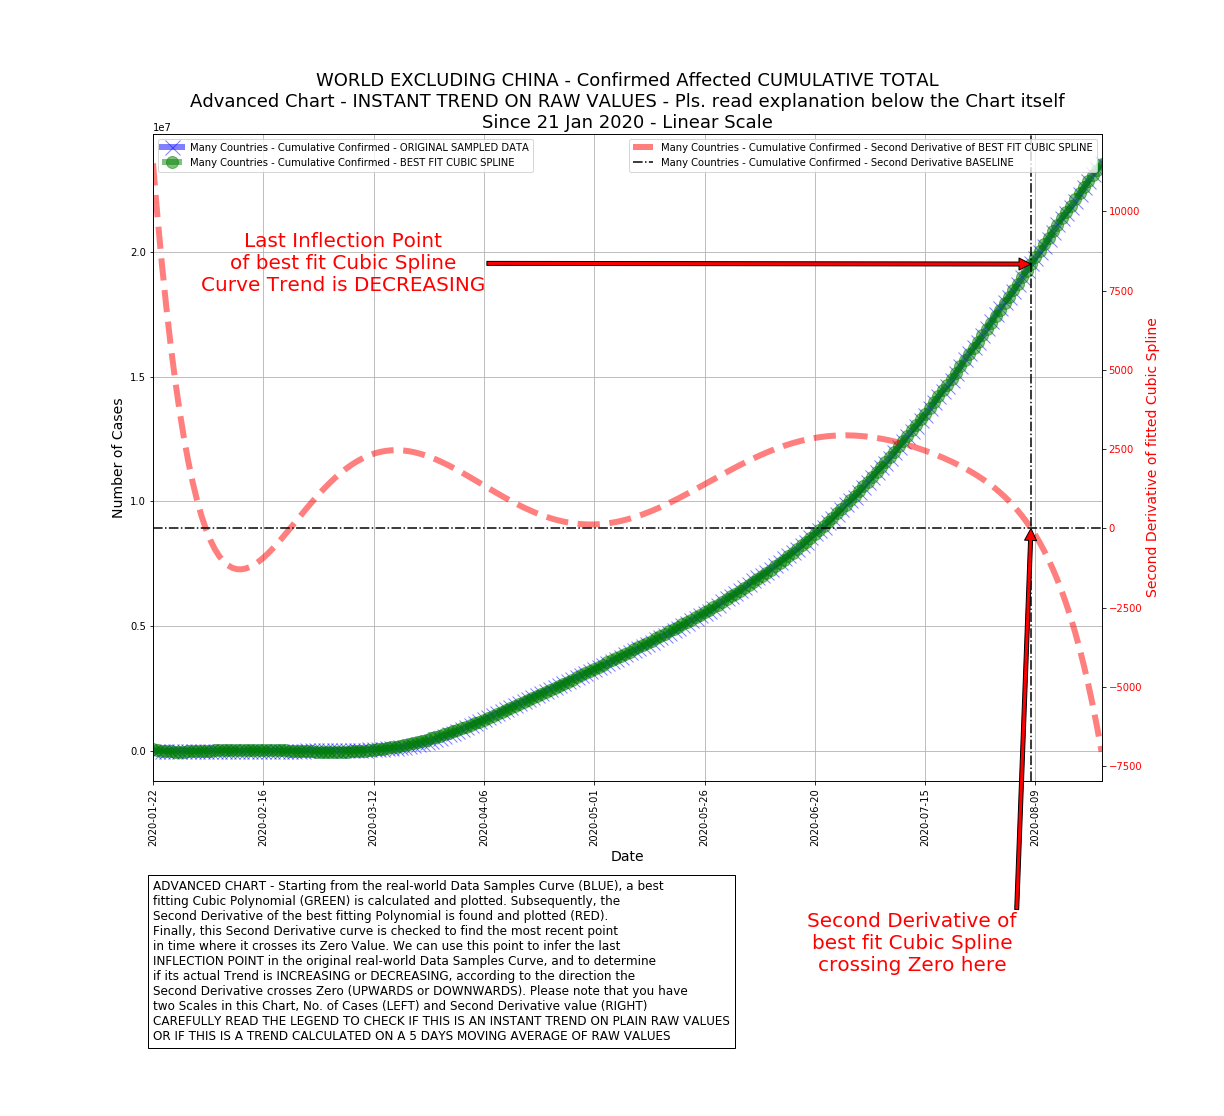 WORLD EXCLUDING CHINA - Confirmed Affected CUMULATIVE TOTAL
Advanced Chart - INSTANT TREND ON RAW VALUES - Pls. read explanation below the Chart itself
Since 21 Jan 2020 - Linear Scale
1e7
Many Countries - Cumulative Confirmed - ORIGINAL SAMPLED DATA
Many Countries - Cumulative Confirmed - BEST FIT CUBIC SPLINE
Many Countries - Cumulative Confirmed - Second Derivative of BEST FIT CUBIC SPLINE
Many Countries - Cumulative Confirmed - Second Derivative BASELINE
Last Inflection Point
of best fit Cubic Spline
Curve Trend is DECREASING
Number of Cases
2.0
1.5
1.0
0.5
0.0
10000
7500
5000
2500
0
−2500
−5000
−7500
Second Derivative of fitted Cubic Spline
2020-01-22
2020-02-16
2020-03-12
2020-04-06
2020-05-01
2020-05-26
2020-06-20
2020-07-15
2020-08-09
Date
ADVANCED CHART - Starting from the real-world Data Samples Curve (BLUE), a best
fitting Cubic Polynomial (GREEN) is calculated and plotted. Subsequently, the
Second Derivative of the best fitting Polynomial is found and plotted (RED).
Finally, this Second Derivative curve is checked to find the most recent point
in time where it crosses its Zero Value. We can use this point to infer the last
INFLECTION POINT in the original real-world Data Samples Curve, and to determine
if its actual Trend is INCREASING or DECREASING, according to the direction the
Second Derivative crosses Zero (UPWARDS or DOWNWARDS). Please note that you have
two Scales in this Chart, No. of Cases (LEFT) and Second Derivative value (RIGHT)
CAREFULLY READ THE LEGEND TO CHECK IF THIS IS AN INSTANT TREND ON PLAIN RAW VALUES
OR IF THIS IS A TREND CALCULATED ON A 5 DAYS MOVING AVERAGE OF RAW VALUES
Second Derivative of
best fit Cubic Spline
crossing Zero here